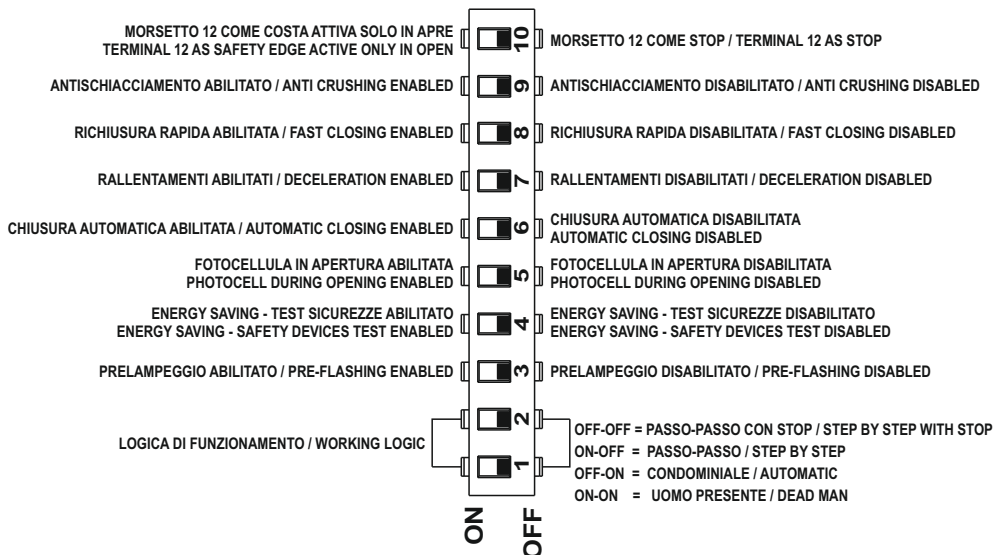 MORSETTO 12 COME COSTA ATTIVA SOLO IN APRE
TERMINAL 12 AS SAFETY EDGE ACTIVE ONLY IN OPEN
10
MORSETTO 12 COME STOP / TERMINAL 12 AS STOP
ANTISCHIACCIAMENTO ABILITATO / ANTI CRUSHING ENABLED
9
ANTISCHIACCIAMENTO DISABILITATO / ANTI CRUSHING DISABLED
RICHIUSURA RAPIDA ABILITATA / FAST CLOSING ENABLED
8
RICHIUSURA RAPIDA DISABILITATA / FAST CLOSING DISABLED
RALLENTAMENTI ABILITATI / DECELERATION ENABLED
7
RALLENTAMENTI DISABILITATI / DECELERATION DISABLED
CHIUSURA AUTOMATICA ABILITATA / AUTOMATIC CLOSING ENABLED
6
CHIUSURA AUTOMATICA DISABILITATA
AUTOMATIC CLOSING DISABLED
FOTOCELLULA IN APERTURA ABILITATA
PHOTOCELL DURING OPENING ENABLED
5
FOTOCELLULA IN APERTURA DISABILITATA
PHOTOCELL DURING OPENING DISABLED
ENERGY SAVING - TEST SICUREZZE ABILITATO
ENERGY SAVING - SAFETY DEVICES TEST ENABLED
4
ENERGY SAVING - TEST SICUREZZE DISABILITATO
ENERGY SAVING - SAFETY DEVICES TEST DISABLED
PRELAMPEGGIO ABILITATO / PRE-FLASHING ENABLED
3
PRELAMPEGGIO DISABILITATO / PRE-FLASHING DISABLED
LOGICA DI FUNZIONAMENTO / WORKING LOGIC
2
1
OFF-OFF = PASSO-PASSO CON STOP / STEP BY STEP WITH STOP
ON-OFF = PASSO-PASSO / STEP BY STEP
OFF-ON = CONDOMINIALE / AUTOMATIC
ON-ON = UOMO PRESENTE / DEAD MAN
ON
OFF